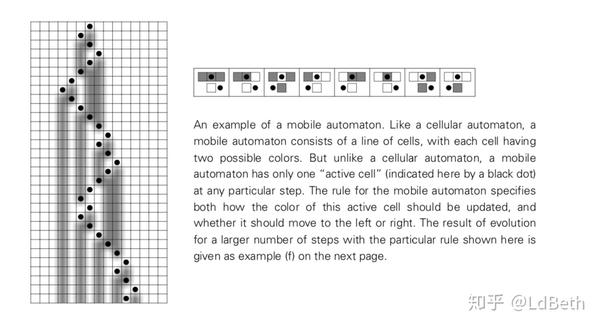 An example of a mobile automaton. Like a cellular automaton, a
mobile automaton consists of a line of cells, with each cell having
two possible colors. But unlike a cellular automaton, a mobile
automaton has only one “active cell” (indicated here by a black dot)
at any particular step. The rule for the mobile automaton specifies
both how the color of this active cell should be updated, and
whether it should move to the left or right. The result of evolution
for a larger number of steps with the particular rule shown here is
given as example (f) on the next page.
知乎 @LdBeth